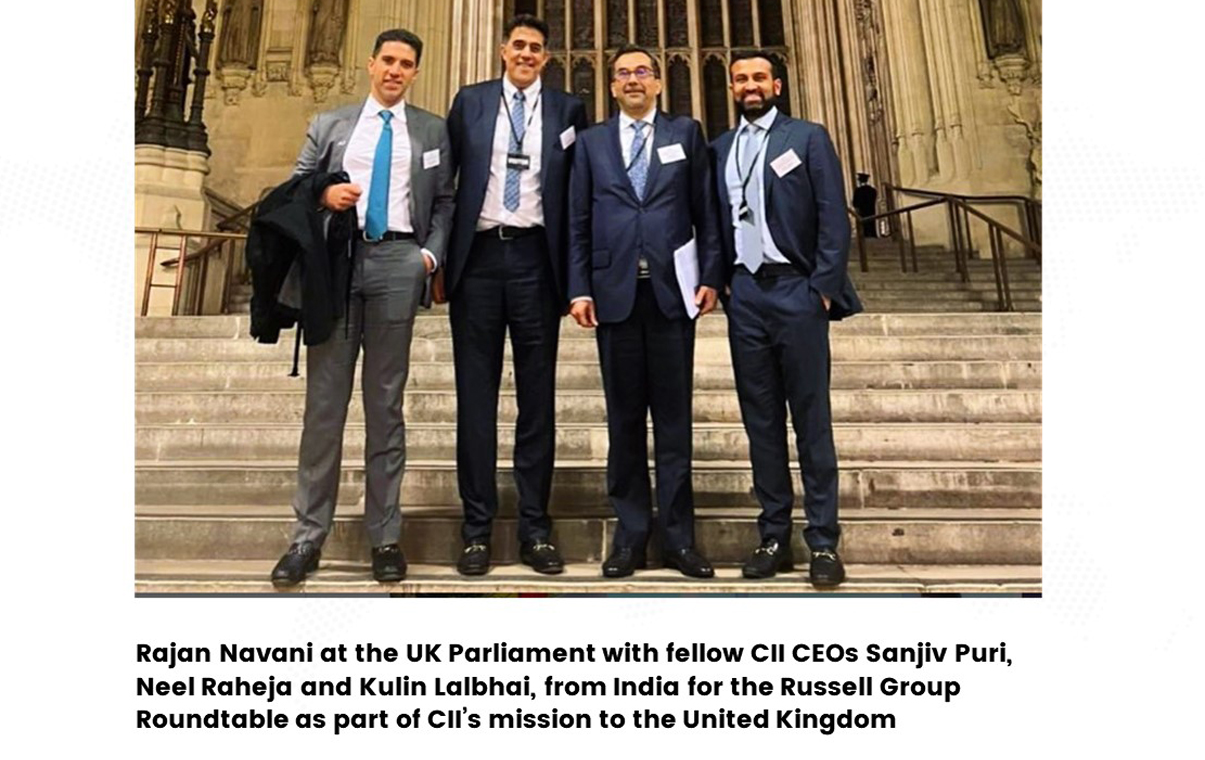 Rajan Navani at the UK Parliament with fellow CII CEOs Sanjiv Puri,
Neel Raheja and Kulin Lalbhai, from India for the Russell Group
Roundtable as part of CII’s mission to the United Kingdom